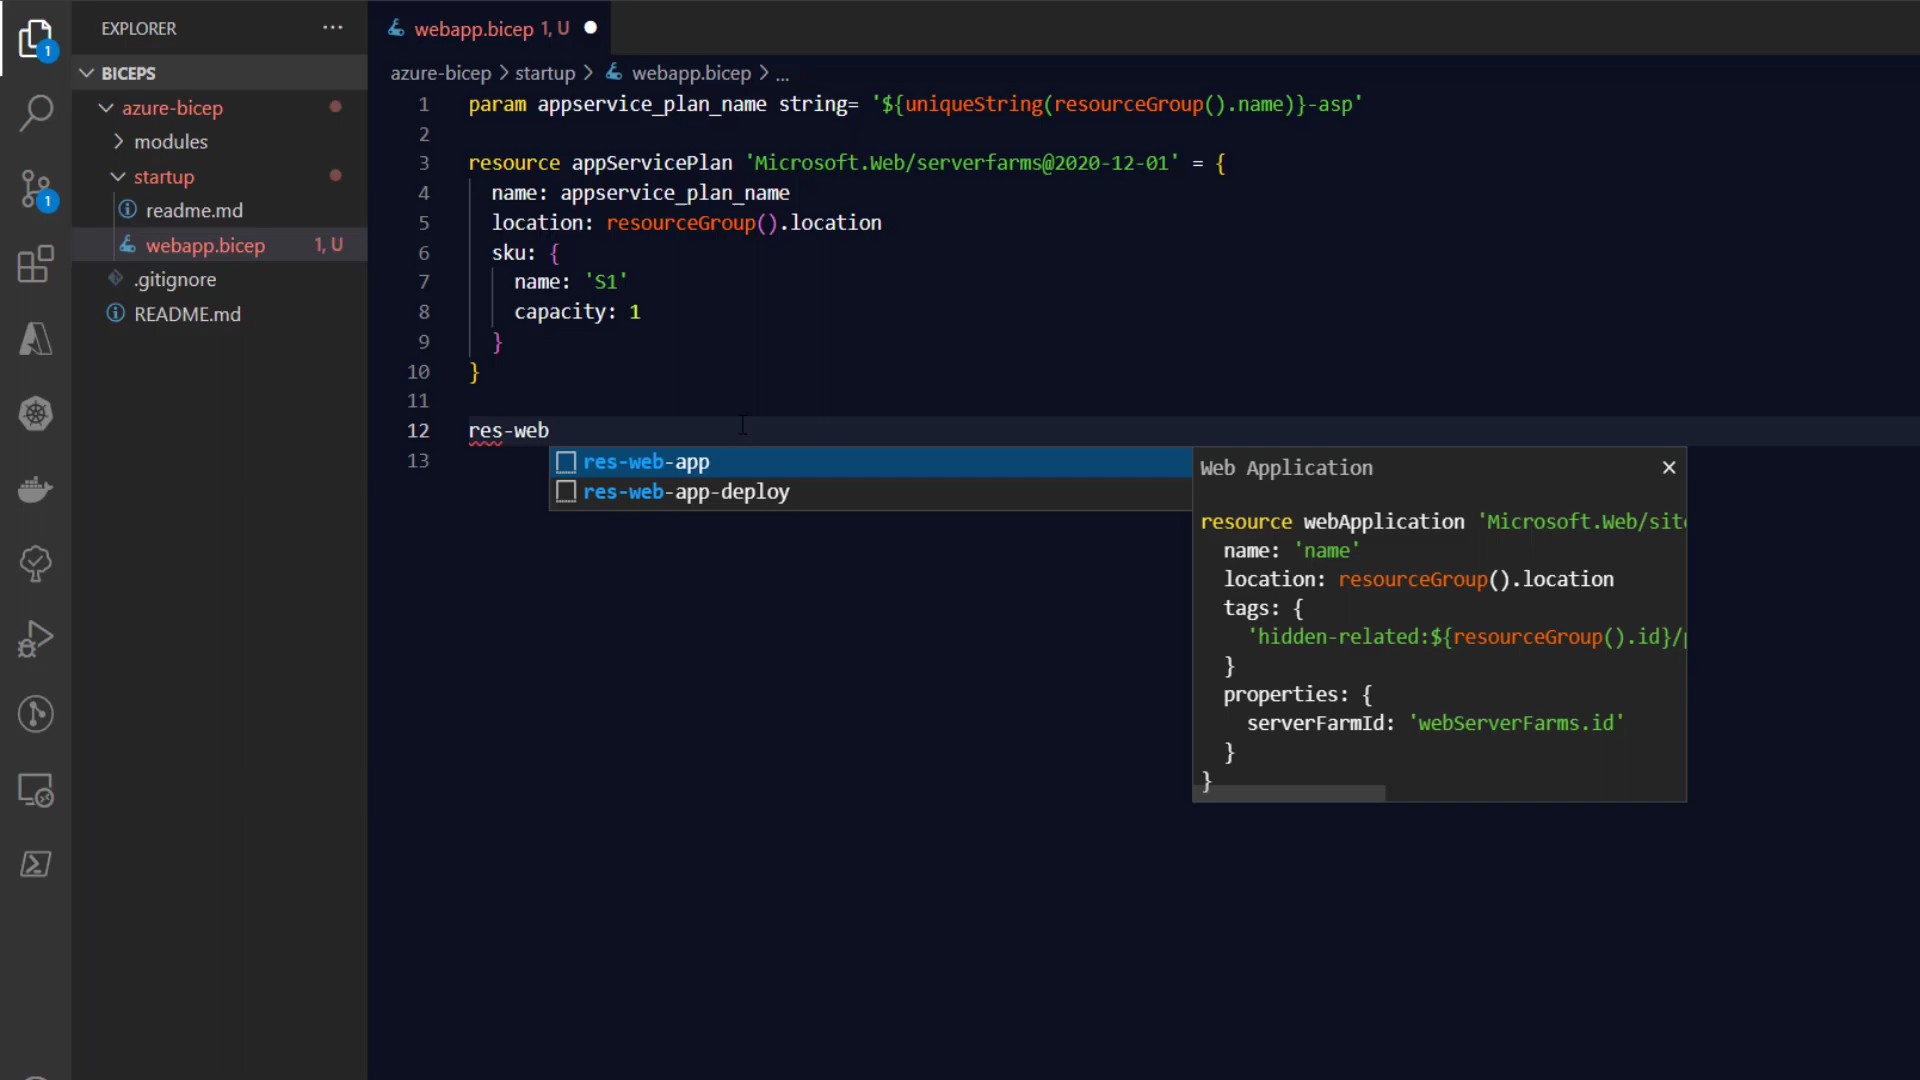 EXPLORER
webapp.bicep 1, U
1
BICEPS
azure-bicep
modules
startup
readme.md
webapp.bicep 1, U
.gitignore
README.md
1
azure-bicep > startup > webapp.bicep > ...
1 param appservice_plan_name string= '${uniqueString(resourceGroup().name)}-asp'
2
3 resource appServicePlan 'Microsoft.Web/serverfarms@2020-12-01' = {
4 name: appservice_plan_name
5 location: resourceGroup().location
6 sku: {
7 name: 'S1'
8 capacity: 1
9 }
10 }
11
12 res-web
13
res-web-app
res-web-app-deploy
Web Application
resource webApplication 'Microsoft.Web/sit
name: 'name'
location: resourceGroup().location
tags: {
'hidden-related:${resourceGroup().id}/
}
properties: {
serverFarmId: 'webServerFarms.id'
}
}